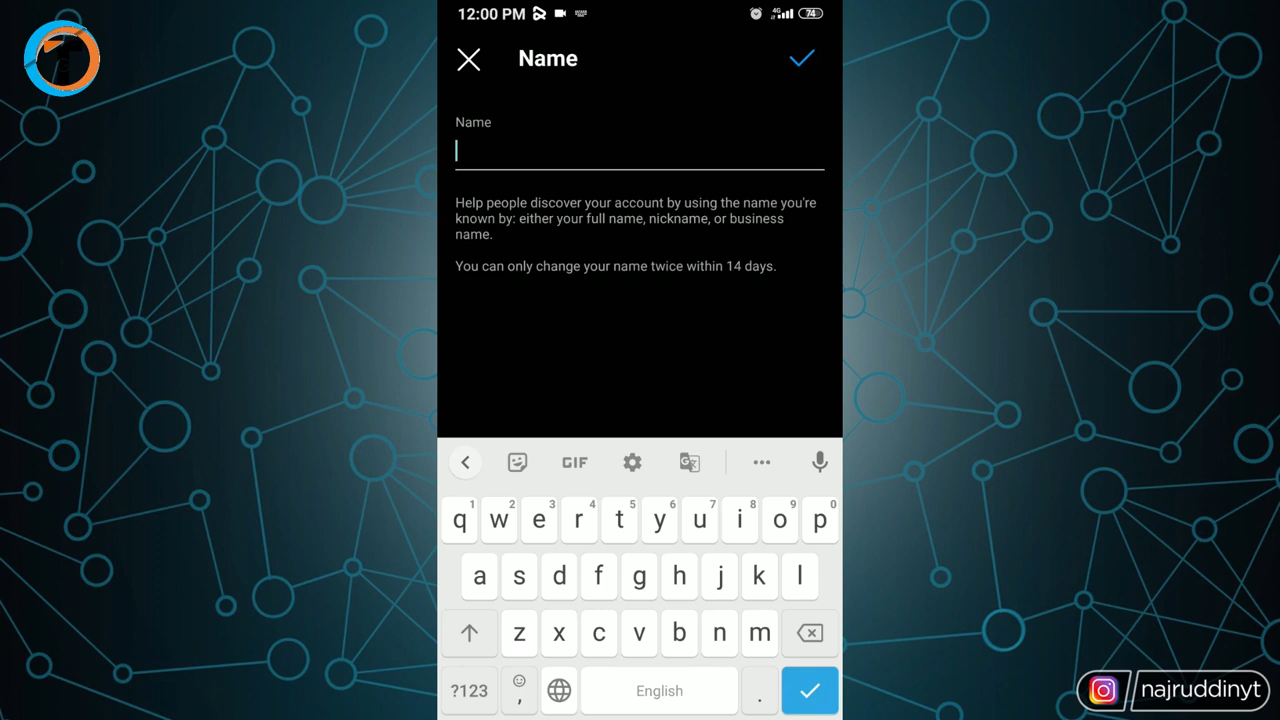 12:00 PM
4G
74
Name
Name
Help people discover your account by using the name you're
known by: either your full name, nickname, or business
name.
You can only change your name twice within 14 days.
GIF
1 2 3 4 5 6 7 8 9 0
q w e r t y u i o p
a s d f g h j k l
z x c v b n m
?123 , English .
najruddinyt